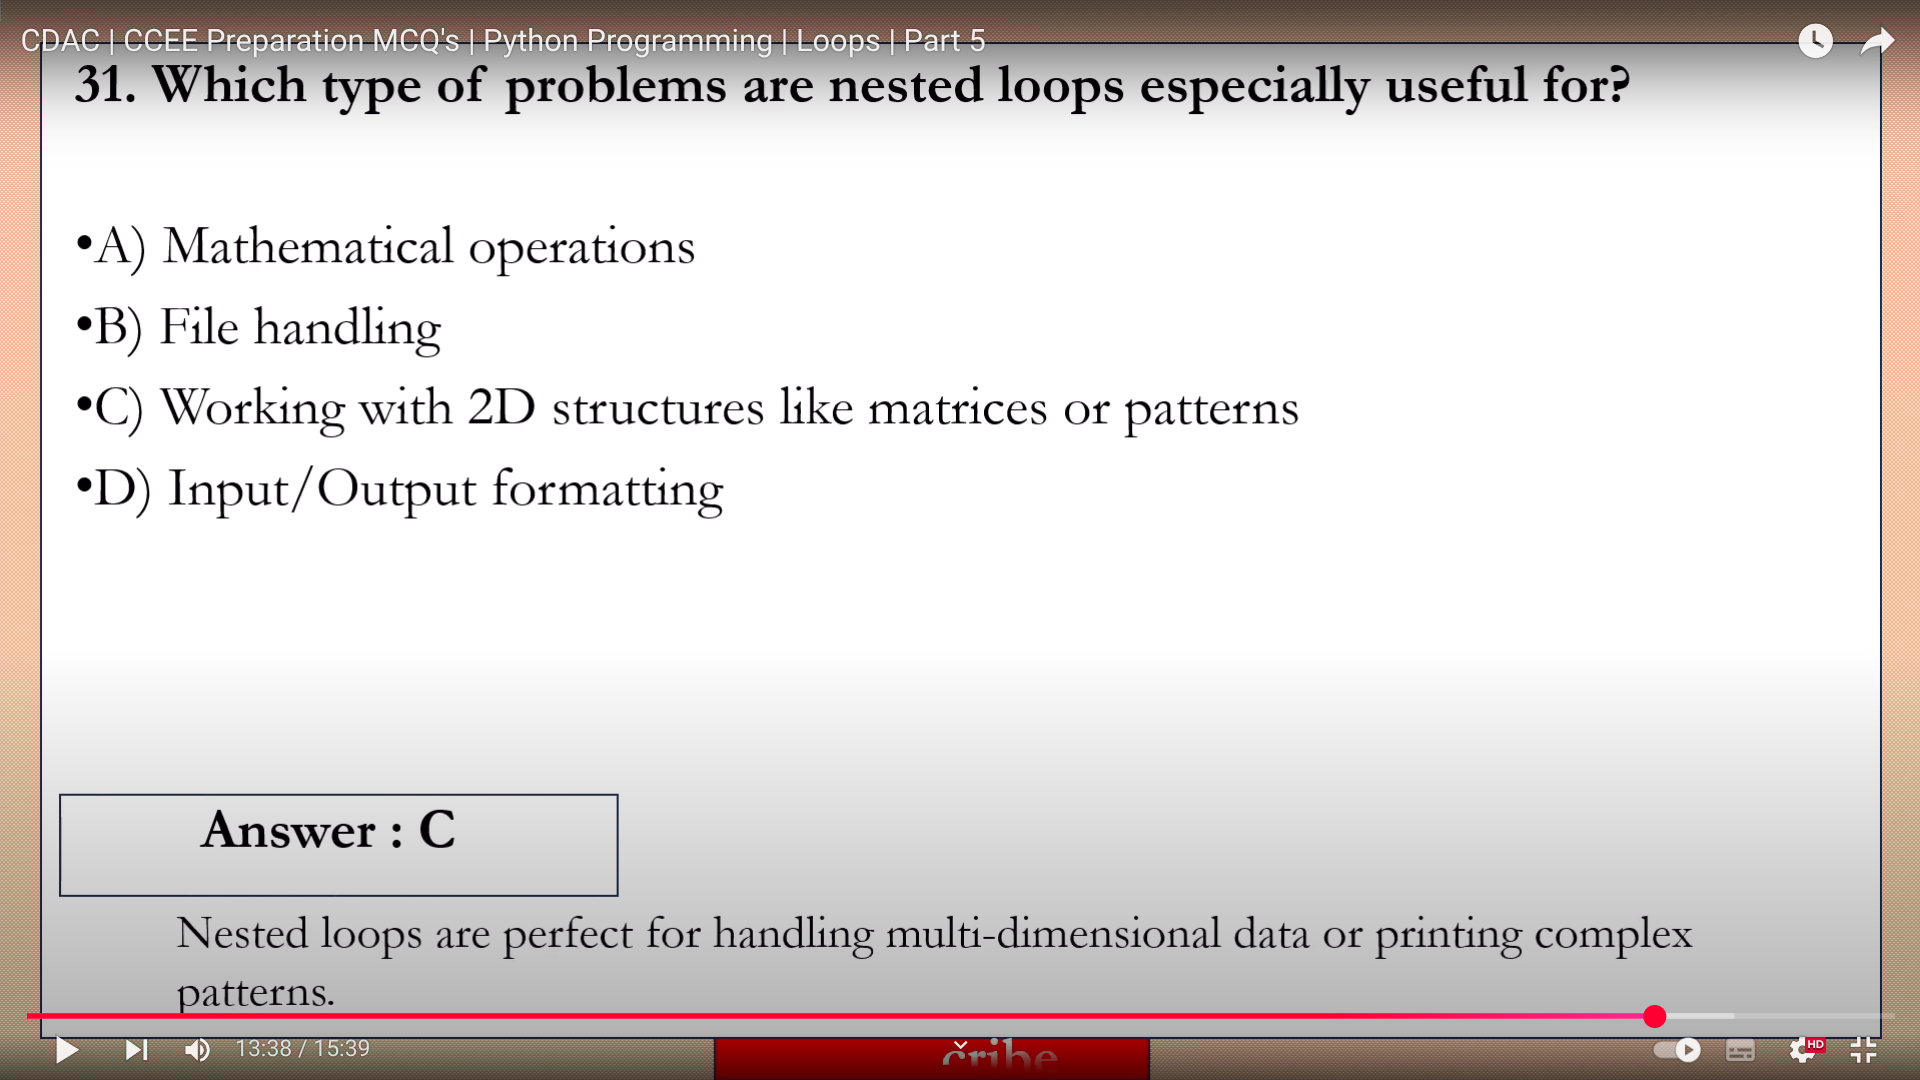 CDAC | CCEE Preparation MCQ's | Python Programming | Loops | Part 5
31. Which type of problems are nested loops especially useful for?
•A) Mathematical operations
•B) File handling
•C) Working with 2D structures like matrices or patterns
•D) Input/Output formatting
Answer : C
Nested loops are perfect for handling multi-dimensional data or printing complex
patterns.
13:38 / 15:39
HD